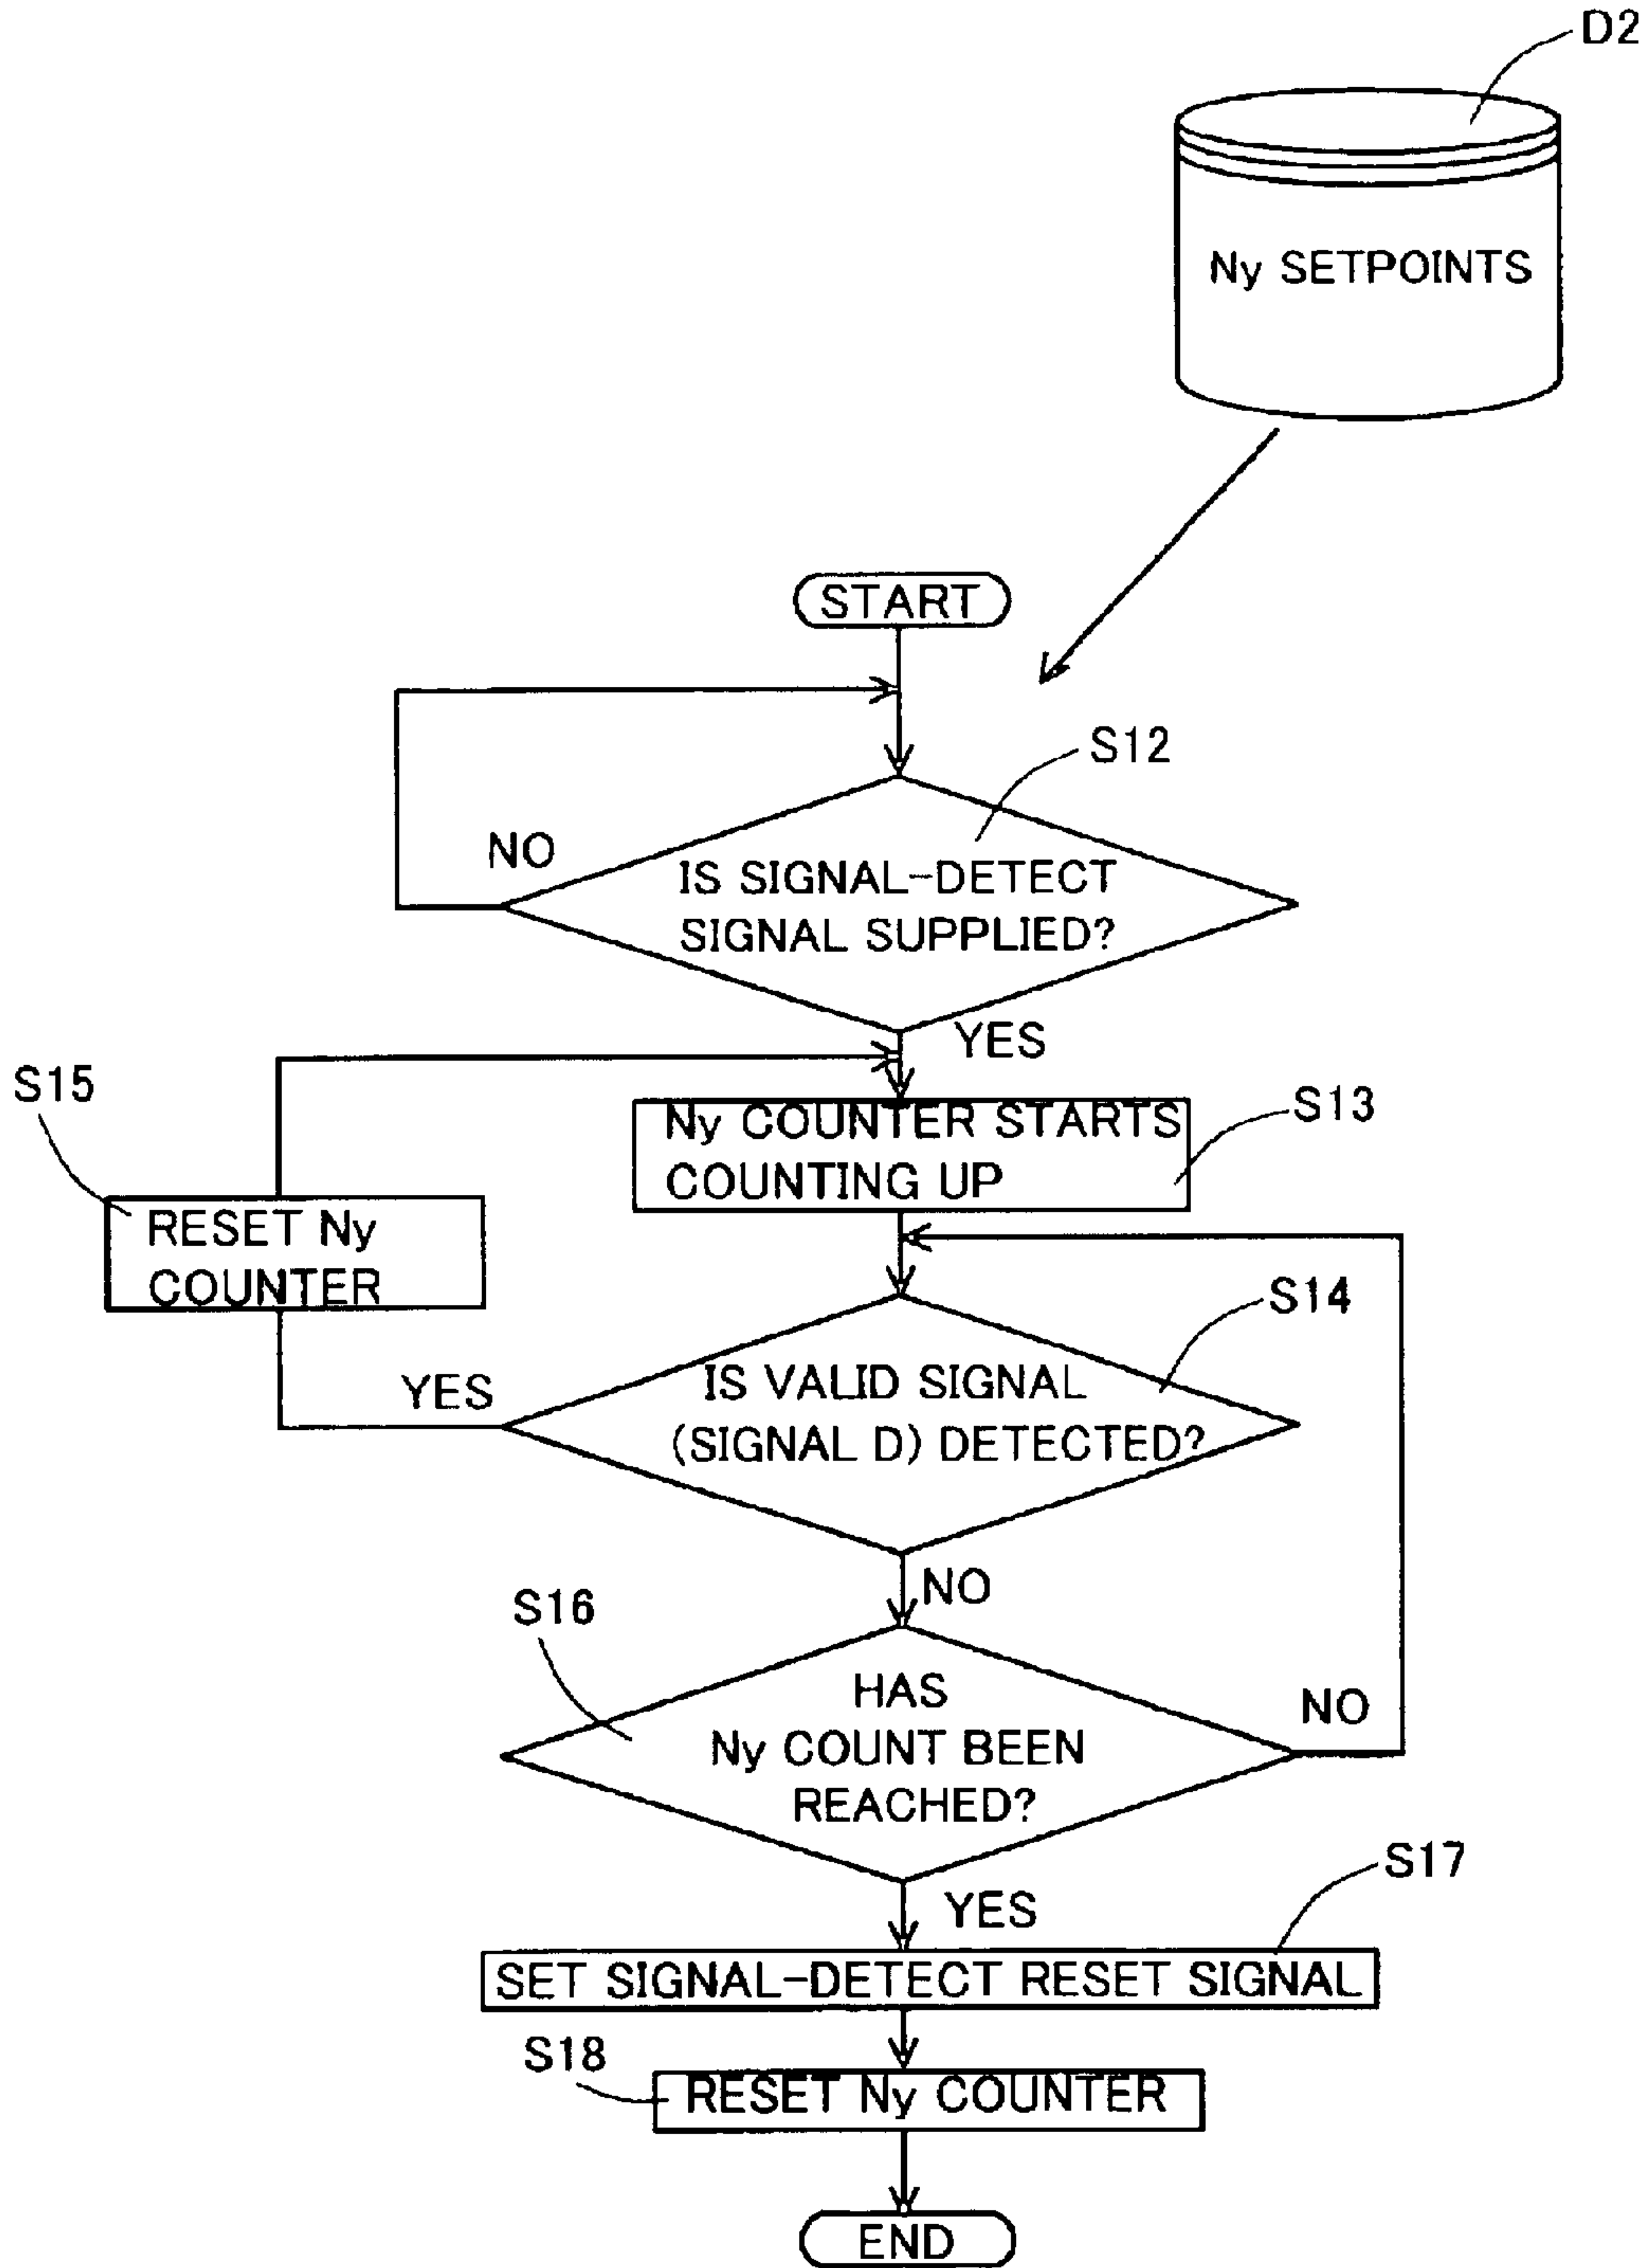 D2
Ny SETPOINTS
START
S12
NO
IS SIGNAL-DETECT
SIGNAL SUPPLIED?
YES
S15
S13
Ny COUNTER STARTS
COUNTING UP
RESET Ny
COUNTER
S14
YES
IS VALID SIGNAL
(SIGNAL D) DETECTED?
NO
S16
HAS
NO
Ny COUNT BEEN
REACHED?
S17
YES
SET SIGNAL-DETECT RESET SIGNAL
S18
RESET Ny COUNTER
END